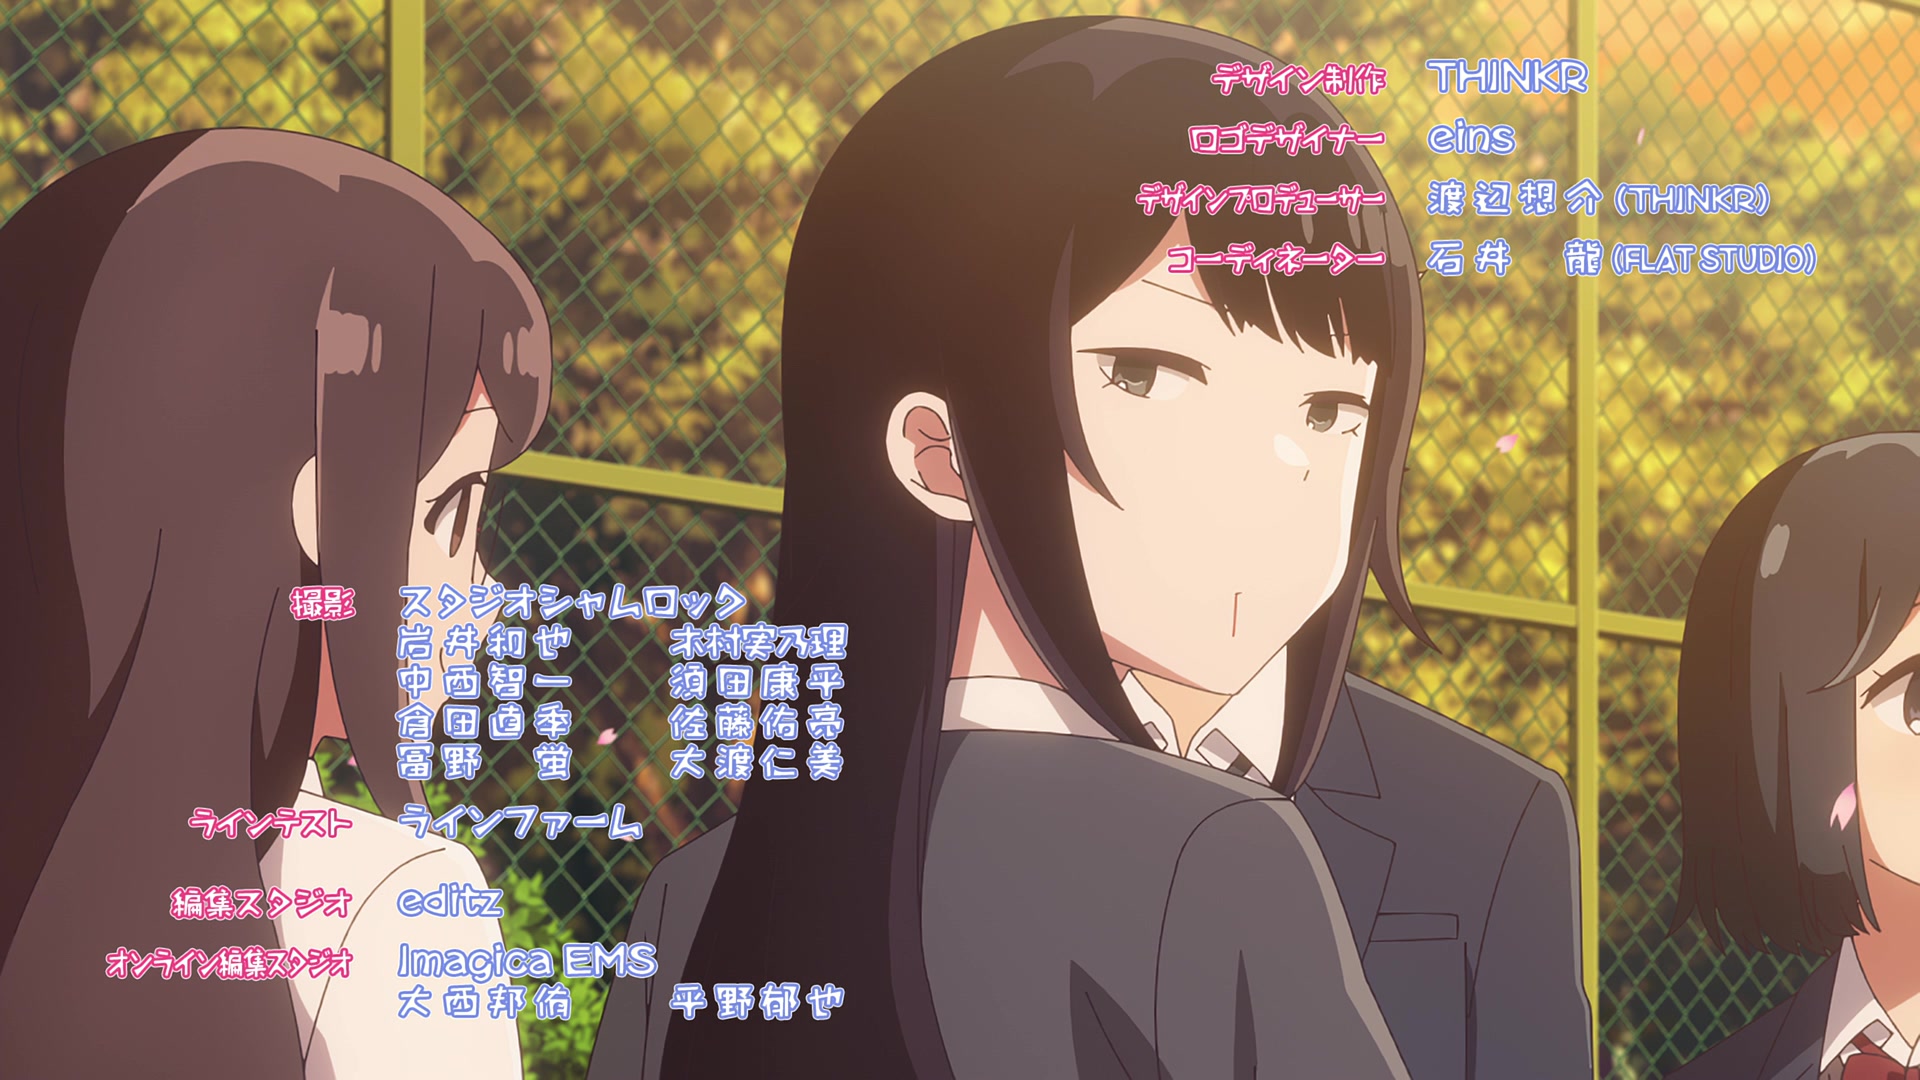 デザイン制作 THINKR
ロゴデザイナー eins
デザインプロデューサー 渡辺想介(THINKR)
コーディネーター 石井 龍(FLAT STUDIO)
撮影 スタジオシャムロック
岩井和也 木村実乃理
中西智一 須田康平
倉田直季 佐藤佑亮
冨野 蛍 大渡仁美
ラインテスト ラインファーム
編集スタジオ editz
オンライン編集スタジオ Imagica EMS
大西邦侑 平野郁也